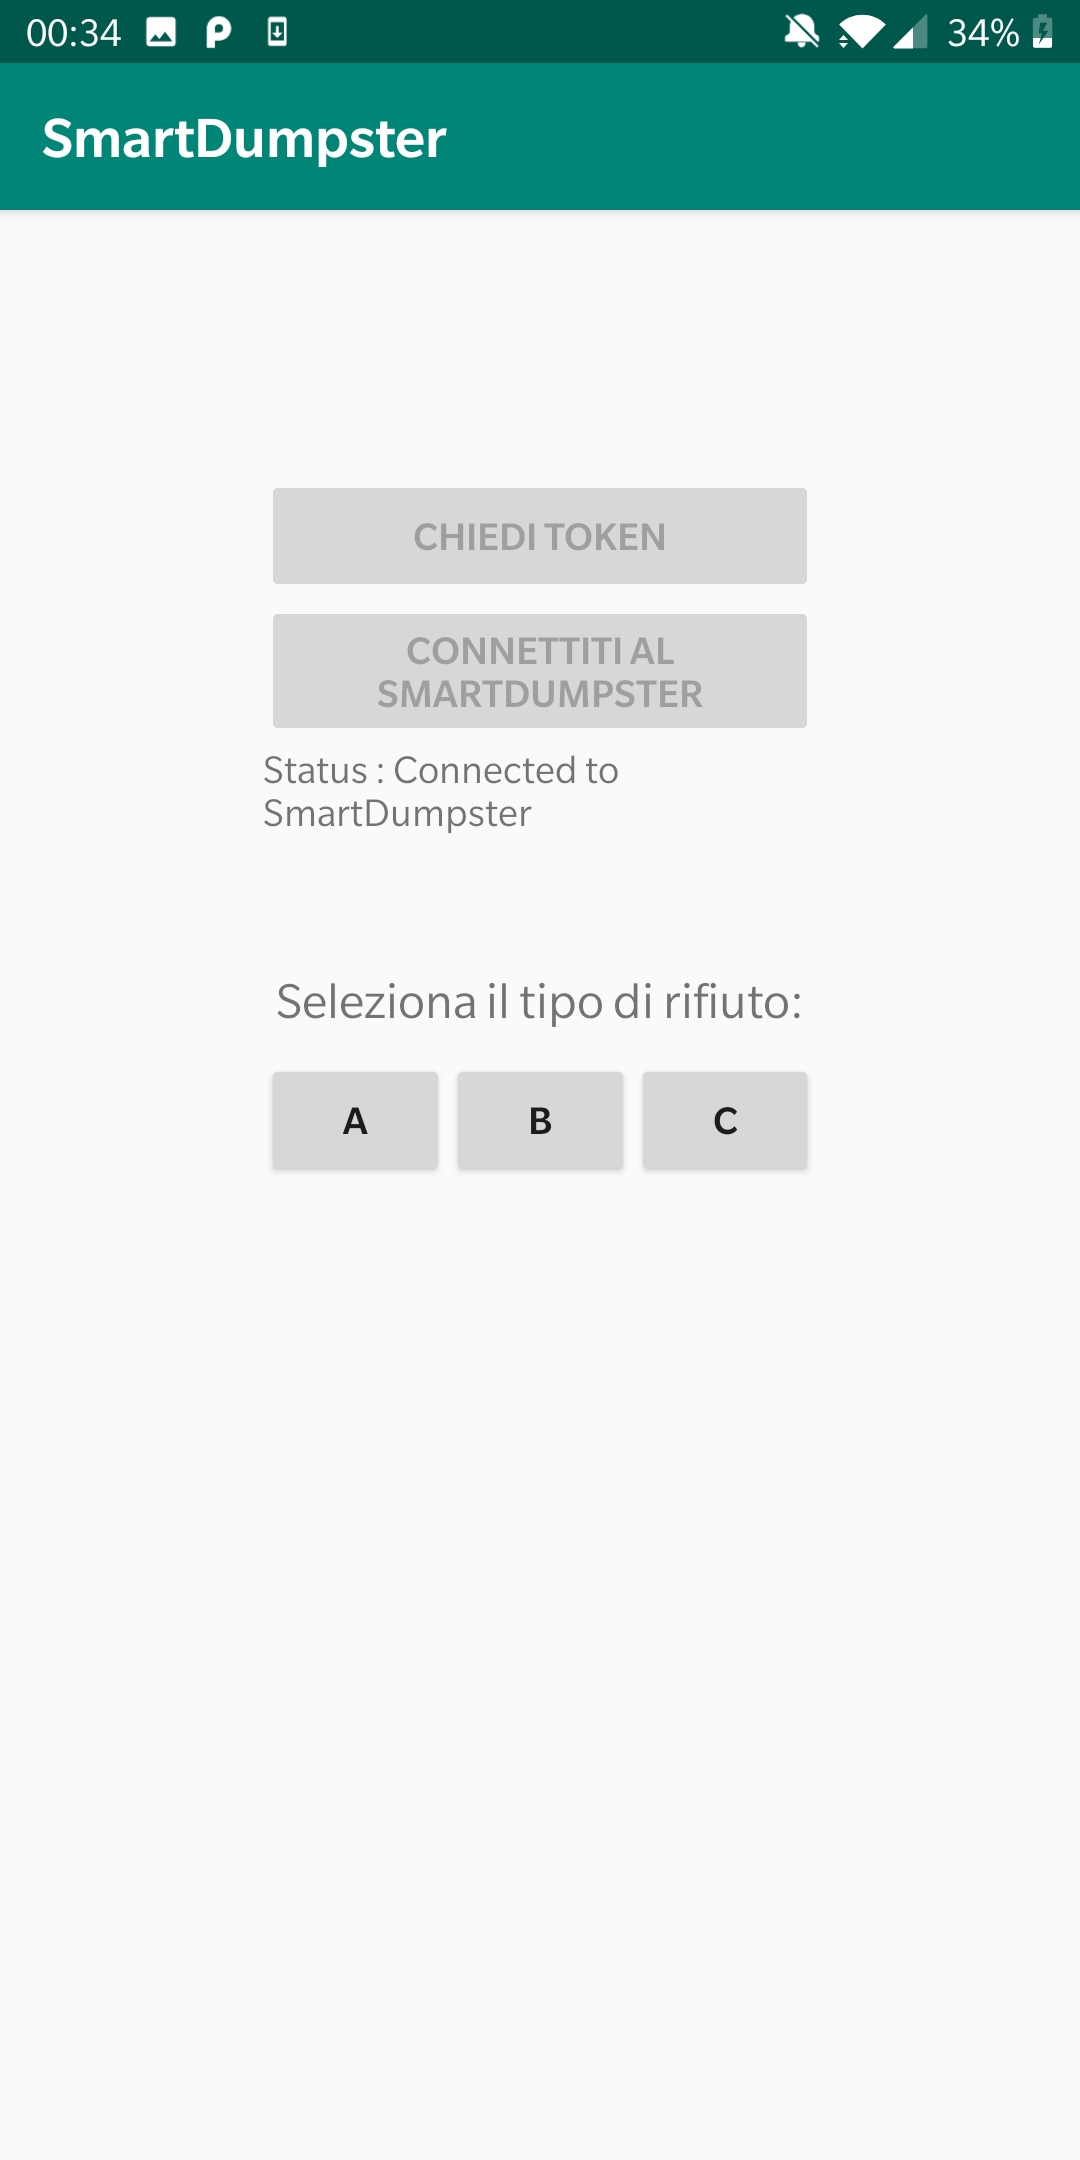 00:34 34%
SmartDumpster
CHIEDI TOKEN
CONNETTITI AL
SMARTDUMPSTER
Status : Connected to
SmartDumpster
Seleziona il tipo di rifiuto:
A B C